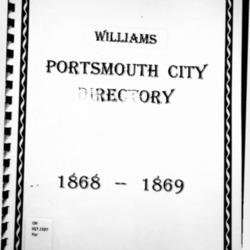 WILLIAMS
PORTSMOUTH CITY
DIRECTORY
1868 -- 1869